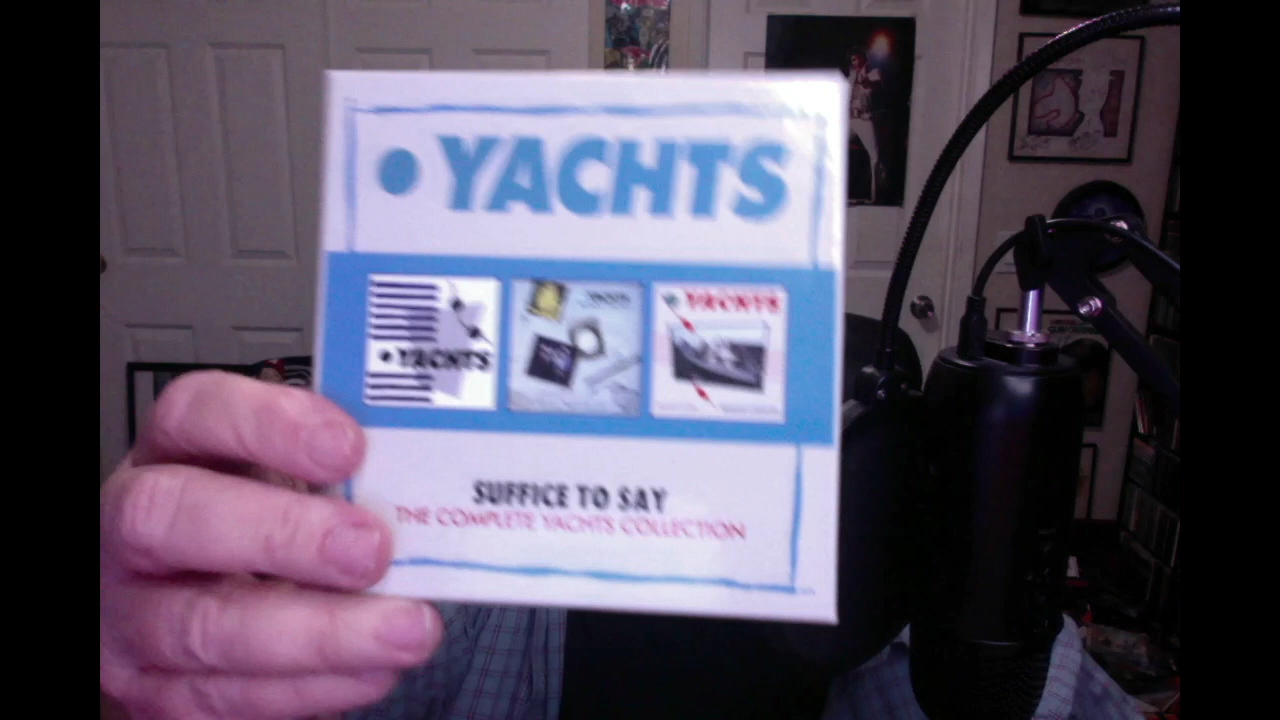 YACHTS
YACHTS
YACHTS
SUFFICE TO SAY
THE COMPLETE YACHTS COLLECTION